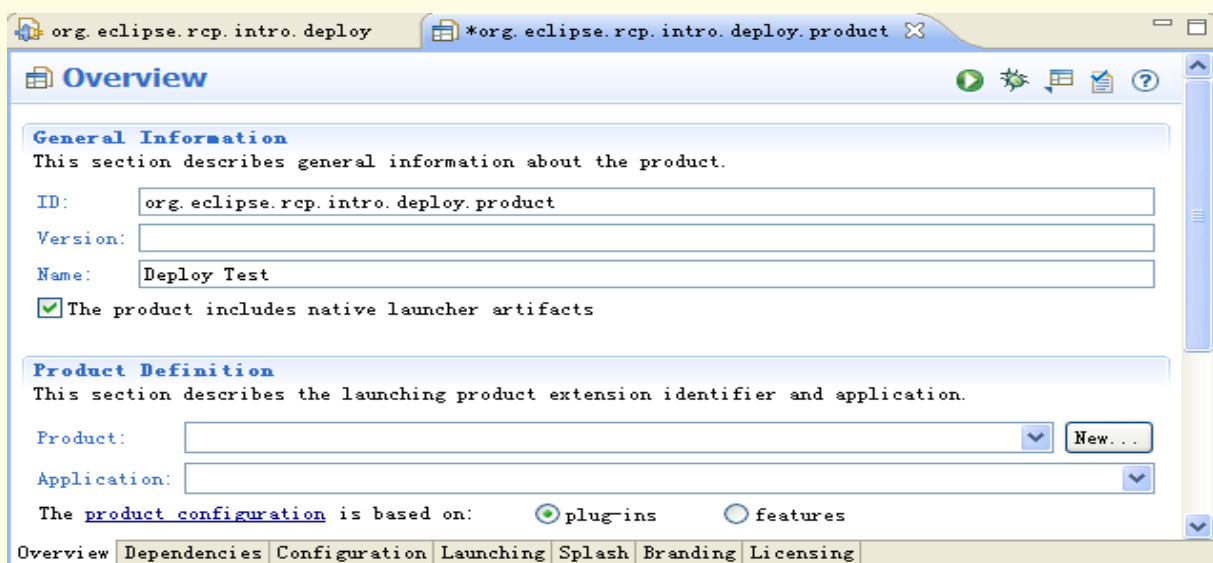 org.eclipse.rcp.intro.deploy *org.eclipse.rcp.intro.deploy.product
Overview
General Information
This section describes general information about the product.
ID: org.eclipse.rcp.intro.deploy.product
Version:
Name: Deploy Test
The product includes native launcher artifacts
Product Definition
This section describes the launching product extension identifier and application.
Product: New...
Application:
The product configuration is based on: plug-ins features
Overview Dependencies Configuration Launching Splash Branding Licensing